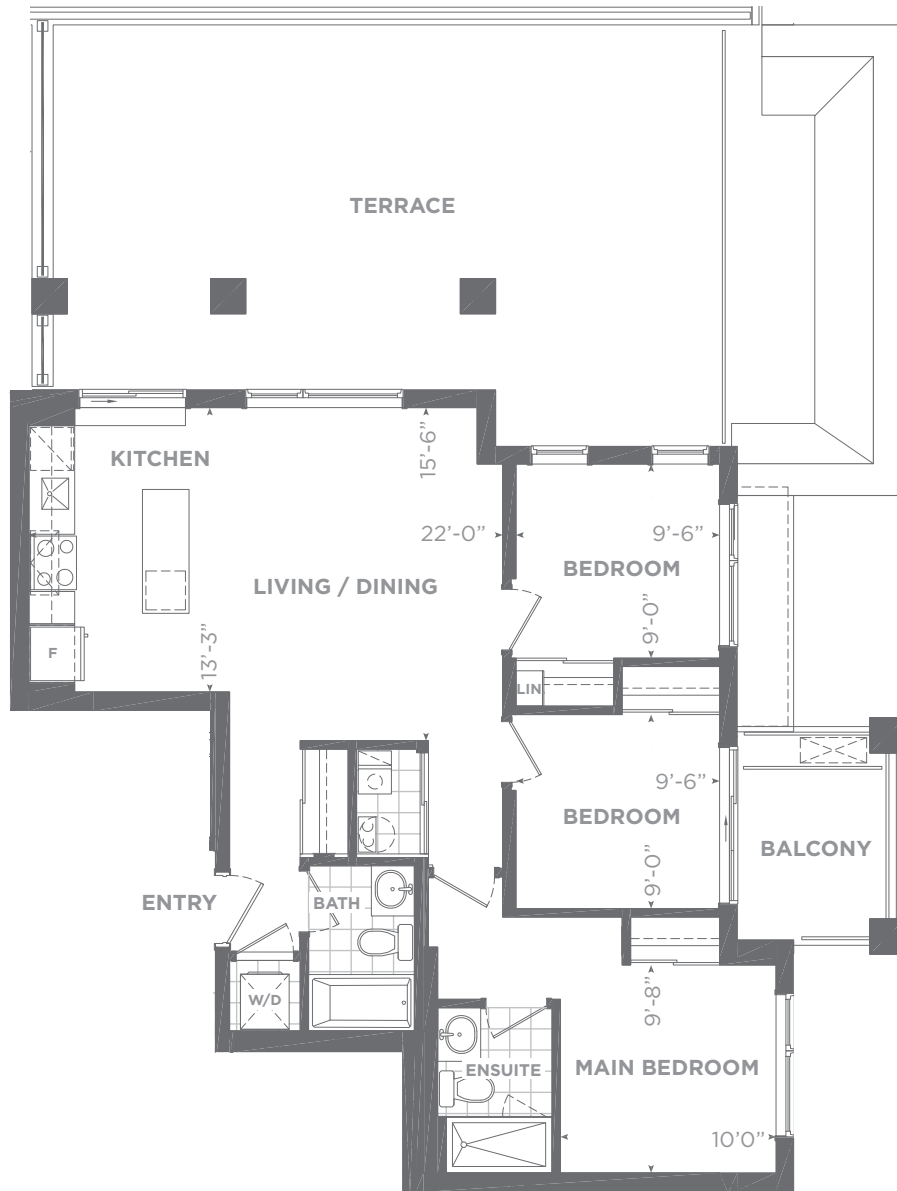 TERRACE
KITCHEN
15'-6"
22'-0"
9'-6"
BEDROOM
LIVING / DINING
9'-0"
13'-3"
F
LIN
9'-6"
BEDROOM
BALCONY
9'-0"
ENTRY
BATH
W/D
9'-8"
ENSUITE
MAIN BEDROOM
10'0"